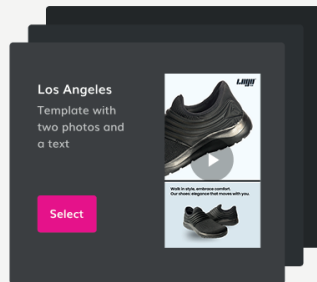 Los Angeles
Template with
two photos and
a text
Select
Logo
Walk in style, embrace comfort.
Our shoes: elegance that moves with you.